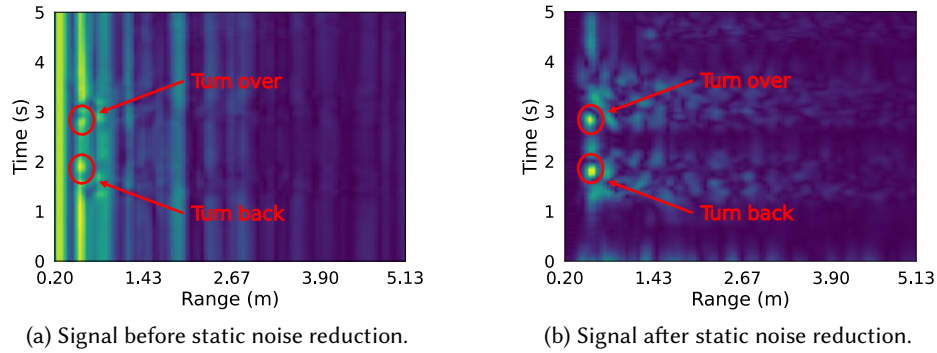 5
4
3
2
1
0
Time (s)
Turn over
Turn back
0.20 1.43 2.67 3.90 5.13
Range (m)
(a) Signal before static noise reduction.
5
4
3
2
1
0
Time (s)
Turn over
Turn back
0.20 1.43 2.67 3.90 5.13
Range (m)
(b) Signal after static noise reduction.